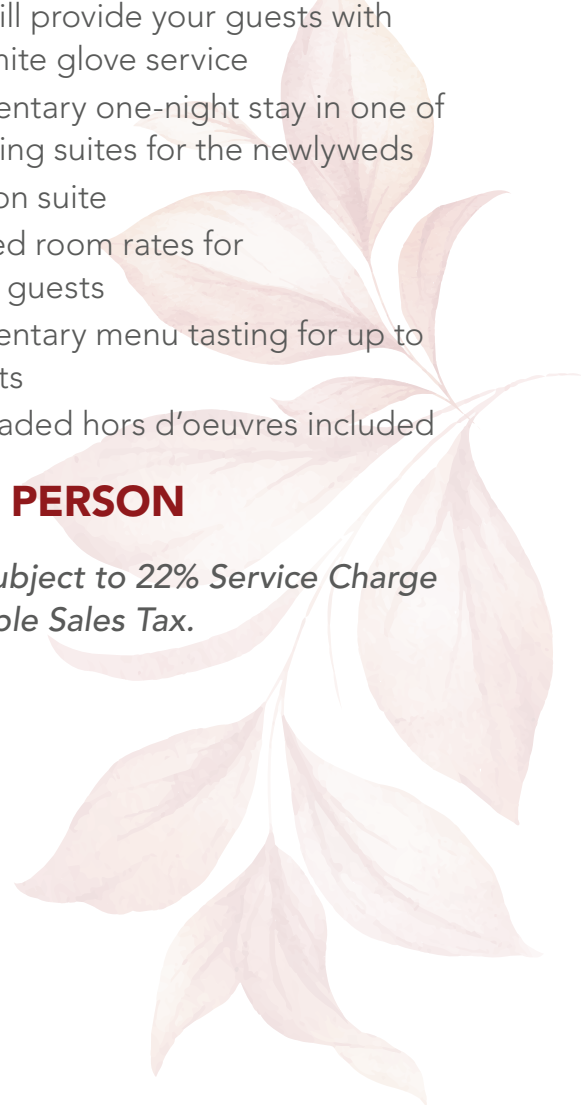 ill provide your guests with
hite glove service
entary one-night stay in one of
ing suites for the newlyweds
on suite
ed room rates for
guests
entary menu tasting for up to
ts
aded hors d’oeuvres included
PERSON
ubject to 22% Service Charge
ble Sales Tax.